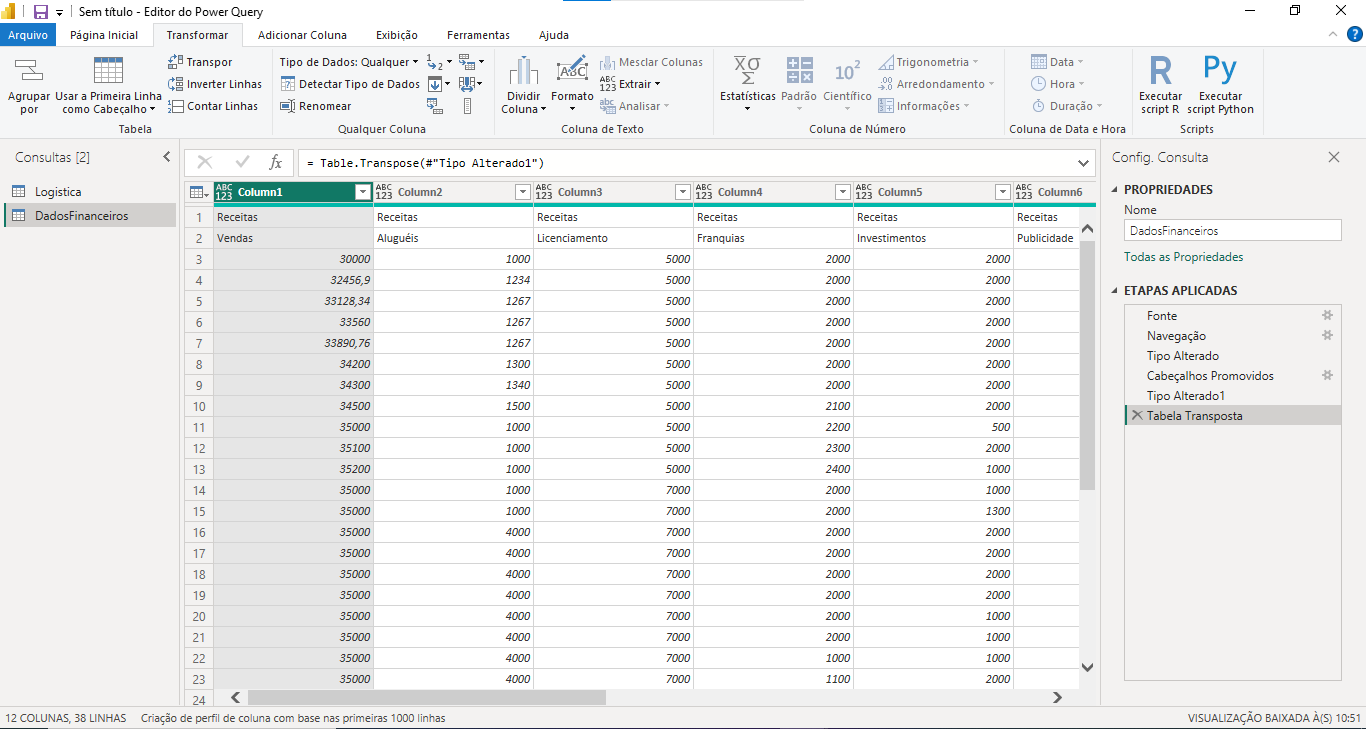 Sem título - Editor do Power Query
Arquivo Página Inicial Transformar Adicionar Coluna Exibição Ferramentas Ajuda
Agrupar por
Usar a Primeira Linha como Cabeçalho
Transpor
Inverter Linhas
Contar Linhas
Tabela
Tipo de Dados: Qualquer
Detectar Tipo de Dados
Renomear
Qualquer Coluna
Dividir Coluna
Formato
Mesclar Colunas
Extrair
Analisar
Coluna de Texto
Estatísticas
Padrão
Científico
Trigonometria
Arredondamento
Informações
Coluna de Número
Data
Hora
Duração
Coluna de Data e Hora
R
Executar script R
Py
Executar script Python
Scripts
Consultas [2]
Logistica
DadosFinanceiros
= Table.Transpose(#"Tipo Alterado1")
Column1 Column2 Column3 Column4 Column5 Column6
1 Receitas Receitas Receitas Receitas Receitas Receitas
2 Vendas Aluguéis Licenciamento Franquias Investimentos Publicidade
3 30000 1000 5000 2000 2000
4 32456,9 1234 5000 2000 2000
5 33128,34 1267 5000 2000 2000
6 33560 1267 5000 2000 2000
7 33890,76 1267 5000 2000 2000
8 34200 1300 5000 2000 2000
9 34300 1340 5000 2000 2000
10 34500 1500 5000 2100 2000
11 35000 1000 5000 2200 500
12 35100 1000 5000 2300 2000
13 35200 1000 5000 2400 1000
14 35000 1000 7000 2000 1000
15 35000 1000 7000 2000 1300
16 35000 4000 7000 2000 2000
17 35000 4000 7000 2000 2000
18 35000 4000 7000 2000 2000
19 35000 4000 7000 2000 2000
20 35000 4000 7000 2000 1000
21 35000 4000 7000 2000 1000
22 35000 4000 7000 1000 1000
23 35000 4000 7000 1100 2000
24
Config. Consulta
PROPRIEDADES
Nome
DadosFinanceiros
Todas as Propriedades
ETAPAS APLICADAS
Fonte
Navegação
Tipo Alterado
Cabeçalhos Promovidos
Tipo Alterado1
Tabela Transposta
12 COLUNAS, 38 LINHAS Criação de perfil de coluna com base nas primeiras 1000 linhas
VISUALIZAÇÃO BAIXADA À(S) 10:51